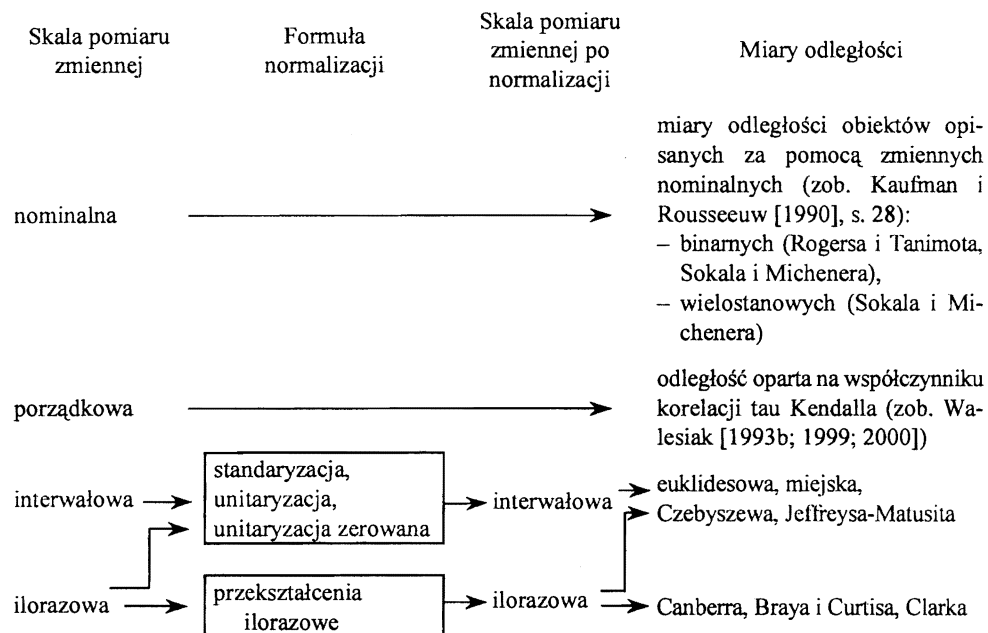 Skala pomiaru
zmiennej
Formuła
normalizacji
Skala pomiaru
zmiennej po
normalizacji
Miary odległości
nominalna
miary odległości obiektów opi-
sanych za pomocą zmiennych
nominalnych (zob. Kaufman i
Rousseeuw [1990], s. 28):
– binarnych (Rogersa i Tanimota,
Sokala i Michenera),
– wielostanowych (Sokala i Mi-
chenera)
porządkowa
odległość oparta na współczynniku
korelacji tau Kendalla (zob. Wa-
lesiak [1993b; 1999; 2000])
interwałowa
standaryzacja,
unitaryzacja,
unitaryzacja zerowana
interwałowa
euklidesowa, miejska,
Czebyszewa, Jeffreysa-Matusita
ilorazowa
przekształcenia
ilorazowe
ilorazowa
Canberra, Braya i Curtisa, Clarka